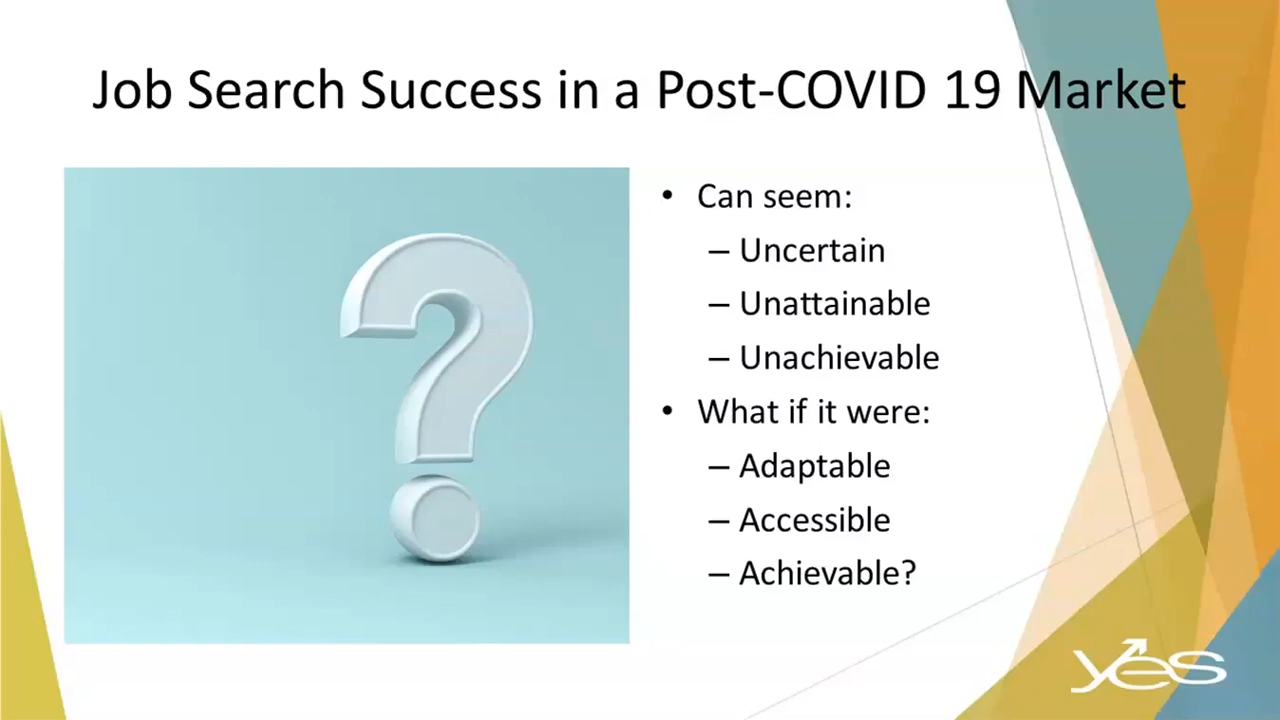 Job Search Success in a Post-COVID 19 Market
• Can seem:
– Uncertain
– Unattainable
– Unachievable
• What if it were:
– Adaptable
– Accessible
– Achievable?
yes